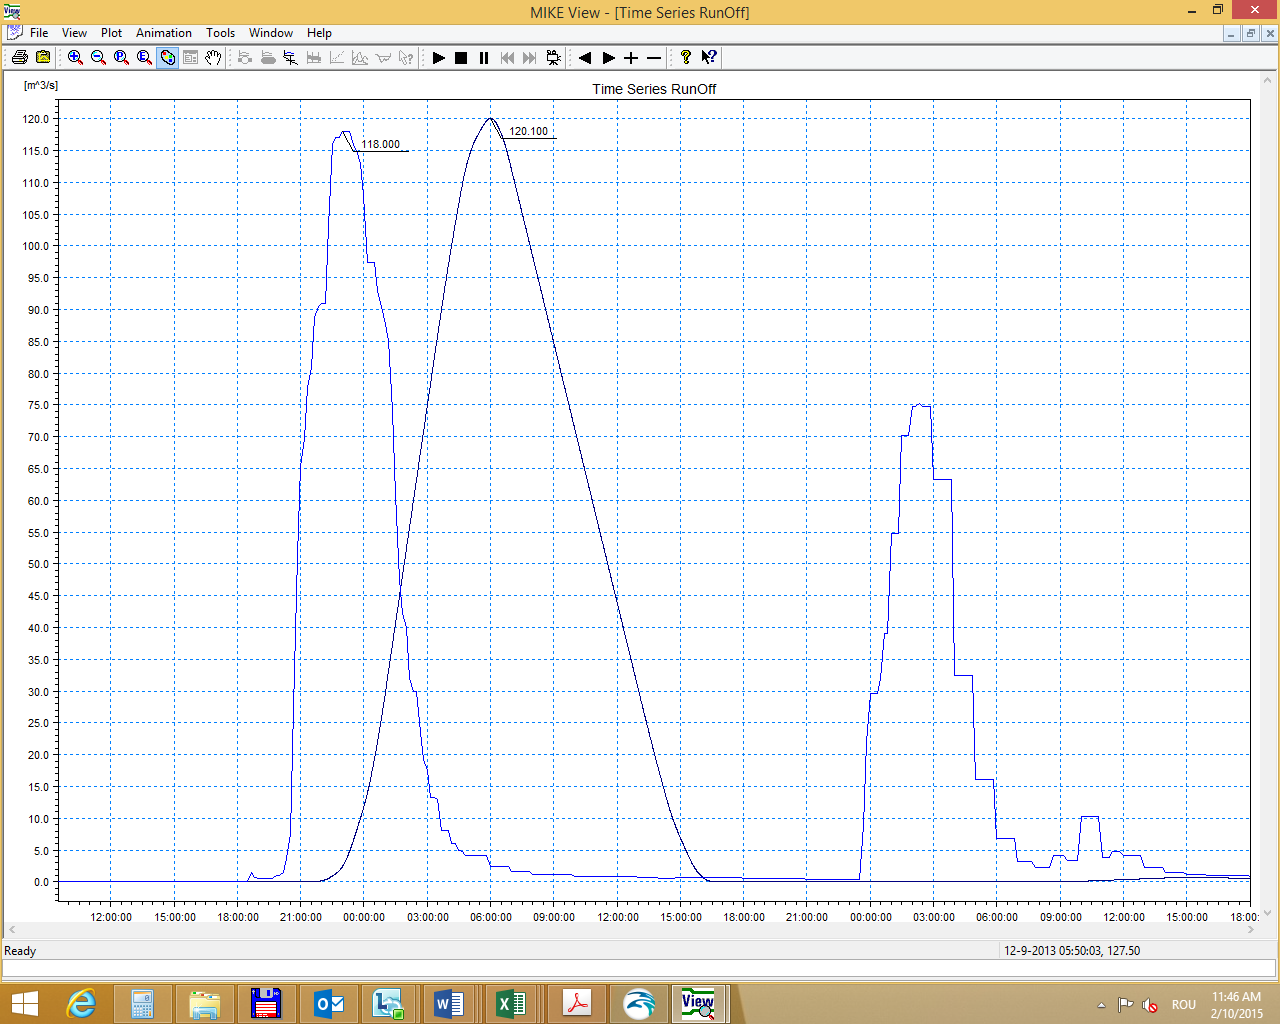 MIKE View - [Time Series RunOff]
File View Plot Animation Tools Window Help
[m^3/s]
Time Series RunOff
120.0
115.0
110.0
105.0
100.0
95.0
90.0
85.0
80.0
75.0
70.0
65.0
60.0
55.0
50.0
45.0
40.0
35.0
30.0
25.0
20.0
15.0
10.0
5.0
0.0
118.000
120.100
12:00:00 15:00:00 18:00:00 21:00:00 00:00:00 03:00:00 06:00:00 09:00:00 12:00:00 15:00:00 18:00:00 21:00:00 00:00:00 03:00:00 06:00:00 09:00:00 12:00:00 15:00:00 18:00:
Ready
12-9-2013 05:50:03, 127.50
View
ROU
11:46 AM
2/10/2015